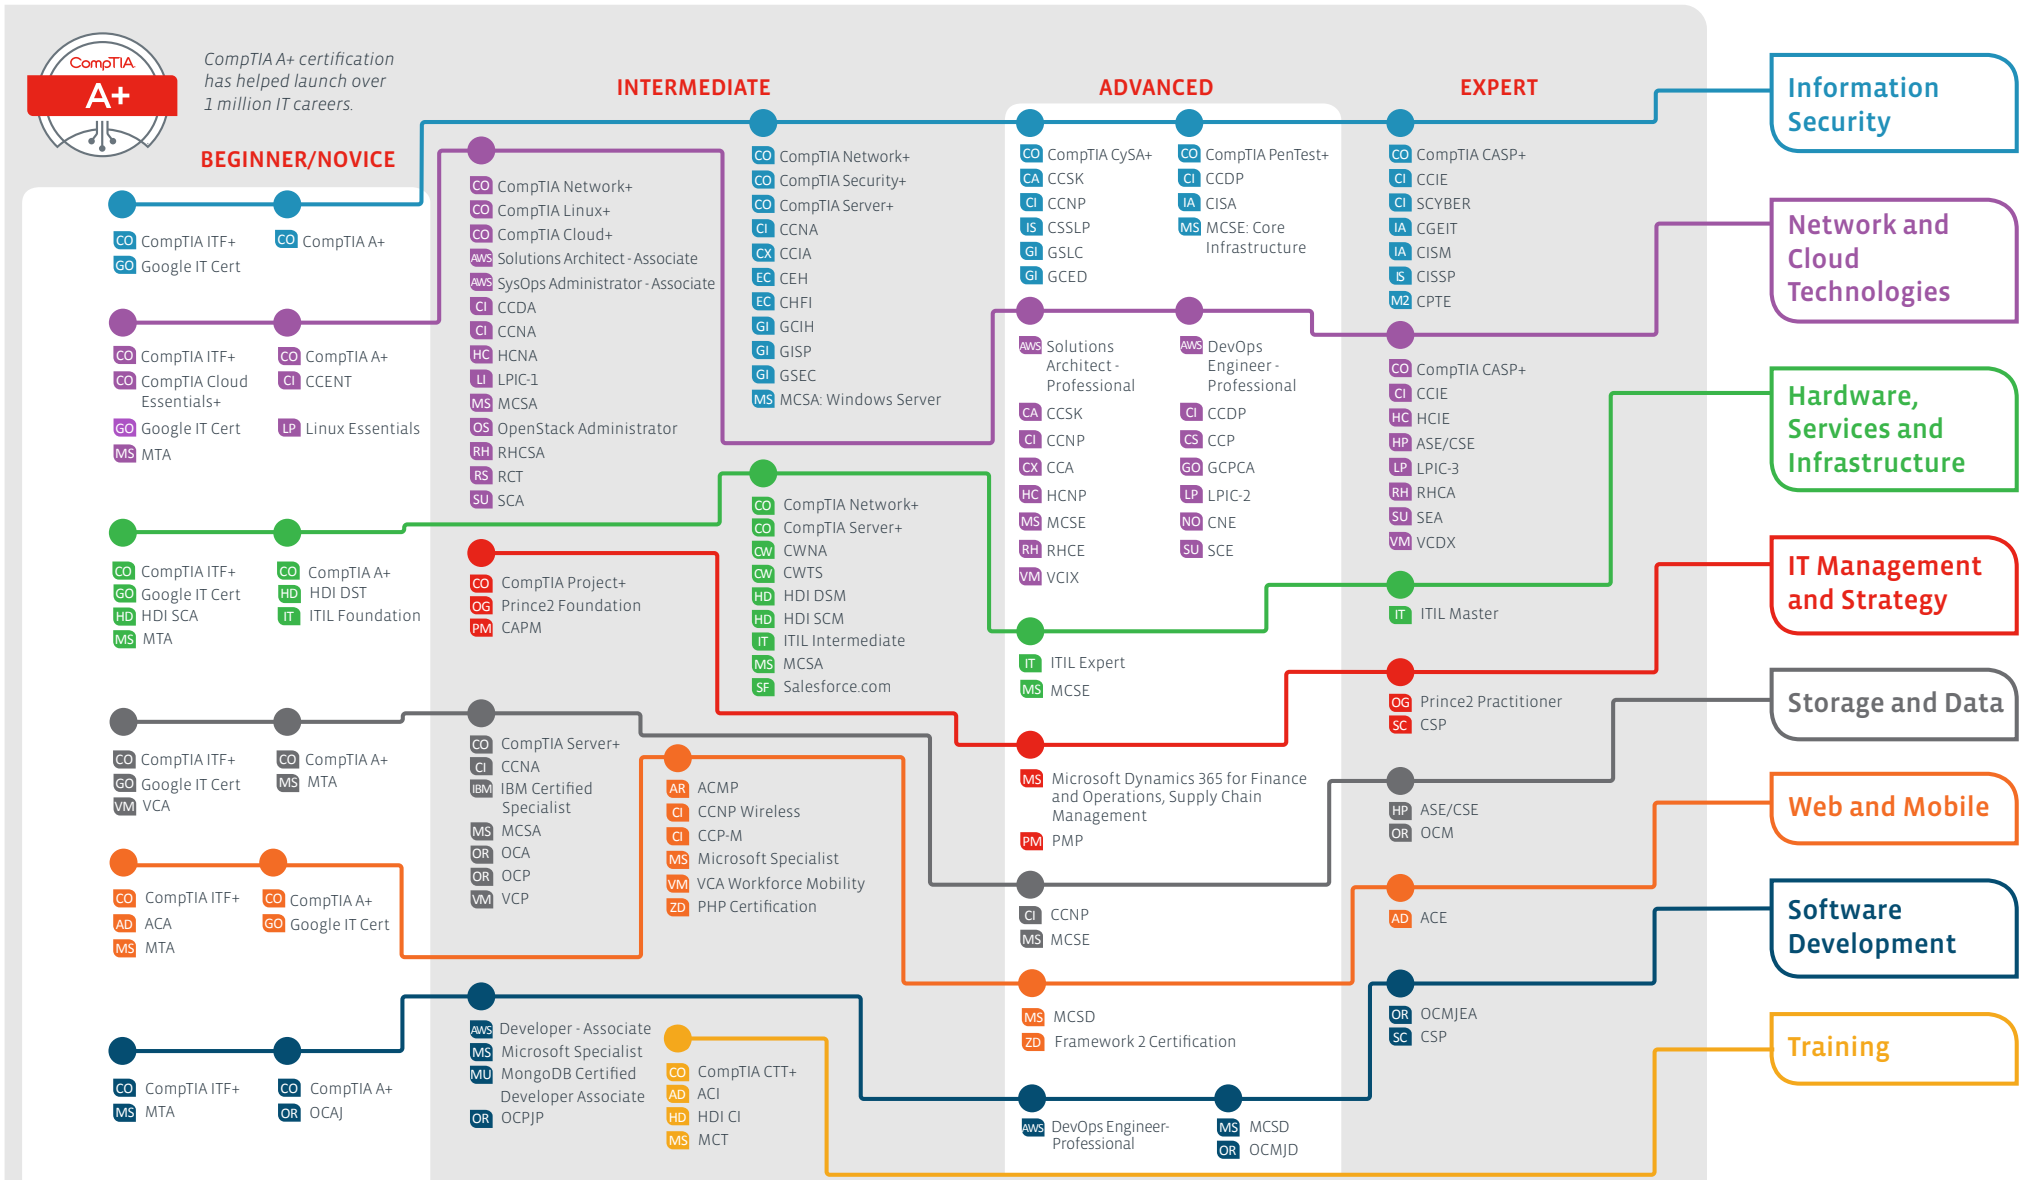 CompTIA
A+
CompTIA A+ certification
has helped launch over
1 million IT careers.
BEGINNER/NOVICE
INTERMEDIATE
ADVANCED
EXPERT
CO CompTIA ITF+
GO Google IT Cert
CO CompTIA A+
CO CompTIA Network+
CO CompTIA Security+
CO CompTIA Server+
CI CCNA
CX CCIA
EC CEH
EC CHFI
GI GCIH
GI GISP
GI GSEC
MS MCSA: Windows Server
CO CompTIA CySA+
CA CCSK
CI CCNP
IS CSSLP
GI GSLC
GI GCED
CO CompTIA PenTest+
CI CCDP
IA CISA
MS MCSE: Core
Infrastructure
CO CompTIA CASP+
CI CCIE
CI SCYBER
IA CGEIT
IA CISM
IS CISSP
M2 CPTE
Information
Security
CO CompTIA ITF+
CO CompTIA Cloud
Essentials+
GO Google IT Cert
MS MTA
CO CompTIA A+
CI CCENT
LP Linux Essentials
CO CompTIA Network+
CO CompTIA Linux+
CO CompTIA Cloud+
AWS Solutions Architect - Associate
AWS SysOps Administrator - Associate
CI CCDA
CI CCNA
HC HCNA
LI LPIC-1
MS MCSA
OS OpenStack Administrator
RH RHCSA
RS RCT
SU SCA
AWS Solutions
Architect -
Professional
CA CCSK
CI CCNP
CX CCA
HC HCNP
MS MCSE
RH RHCE
VM VCIX
AWS DevOps
Engineer -
Professional
CI CCDP
CS CCP
GO GCPCA
LP LPIC-2
NO CNE
SU SCE
CO CompTIA CASP+
CI CCIE
HC HCIE
HP ASE/CSE
LP LPIC-3
RH RHCA
SU SEA
VM VCDX
Network and
Cloud
Technologies
CO CompTIA ITF+
GO Google IT Cert
HD HDI SCA
MS MTA
CO CompTIA A+
HD HDI DST
IT ITIL Foundation
CO CompTIA Network+
CO CompTIA Server+
CW CWNA
CW CWTS
HD HDI DSM
HD HDI SCM
IT ITIL Intermediate
MS MCSA
SF Salesforce.com
IT ITIL Expert
MS MCSE
IT ITIL Master
Hardware,
Services and
Infrastructure
CO CompTIA Project+
OG Prince2 Foundation
PM CAPM
MS Microsoft Dynamics 365 for Finance
and Operations, Supply Chain
Management
PM PMP
OG Prince2 Practitioner
SC CSP
IT Management
and Strategy
CO CompTIA ITF+
GO Google IT Cert
VM VCA
CO CompTIA A+
MS MTA
CO CompTIA Server+
CI CCNA
IBM IBM Certified
Specialist
MS MCSA
OR OCA
OR OCP
VM VCP
CI CCNP
MS MCSE
HP ASE/CSE
OR OCM
Storage and Data
CO CompTIA ITF+
AD ACA
MS MTA
CO CompTIA A+
GO Google IT Cert
AR ACMP
CI CCNP Wireless
CI CCP-M
MS Microsoft Specialist
VM VCA Workforce Mobility
ZD PHP Certification
MS MCSD
ZD Framework 2 Certification
AD ACE
Web and Mobile
CO CompTIA ITF+
MS MTA
CO CompTIA A+
OR OCAJ
AWS Developer - Associate
MS Microsoft Specialist
MU MongoDB Certified
Developer Associate
OR OCPJP
AWS DevOps Engineer-
Professional
MS MCSD
OR OCMJD
OR OCMJEA
SC CSP
Software
Development
CO CompTIA CTT+
AD ACI
HD HDI CI
MS MCT
Training